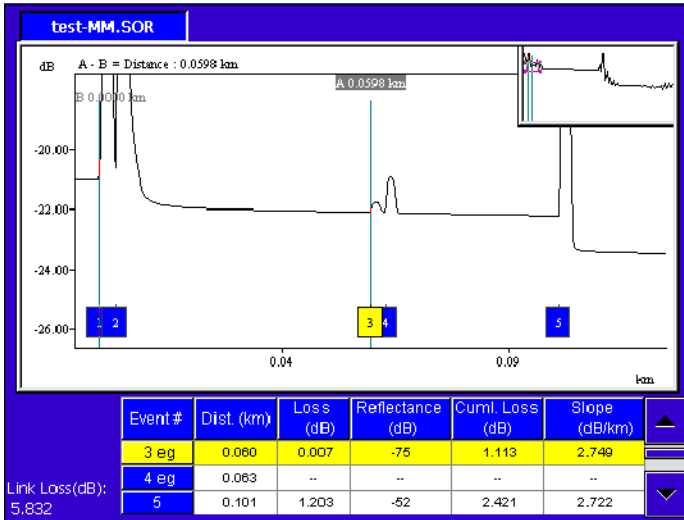 test-MM.SOR
dB A - B = Distance : 0.0598 km
B 0.0000 km A 0.0598 km
-20.00
-22.00
-24.00
-26.00
1 2 3 4 5
0.04 0.09
km
Event # Dist. (km) Loss (dB) Reflectance (dB) Cuml. Loss (dB) Slope (dB/km)
3 eg 0.060 0.007 -75 1.113 2.749
4 eg 0.063 -- -- -- --
5 0.101 1.203 -52 2.421 2.722
Link Loss(dB):
5.832